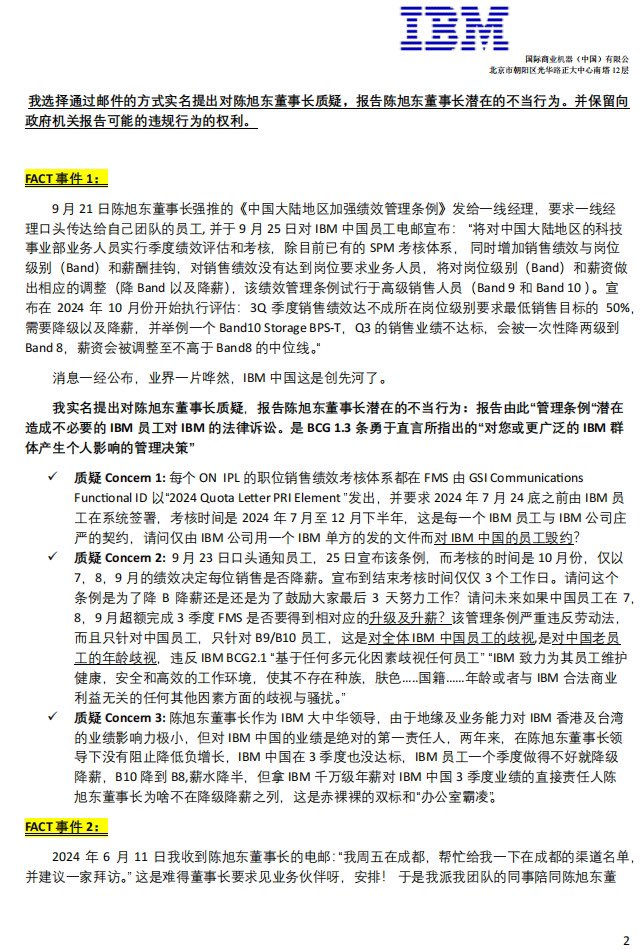 IBM
国际商业机器（中国）有限公
北京市朝阳区光华路正大中心南塔 12 层
我选择通过邮件的方式实名提出对陈旭东董事长质疑，报告陈旭东董事长潜在的不当行为。并保留向
政府机关报告可能的违规行为的权利。
FACT 事件 1：
9 月 21 日陈旭东董事长强推的《中国大陆地区加强绩效管理条例》发给一线经理，要求一线经
理口头传达给自己团队的员工, 并于 9 月 25 日对 IBM 中国员工电邮宣布： “将对中国大陆地区的科技
事业部业务人员实行季度绩效评估和考核，除目前已有的 SPM 考核体系， 同时增加销售绩效与岗位
级别（Band）和薪酬挂钩，对销售绩效没有达到岗位要求业务人员，将对岗位级别（Band）和薪资做
出相应的调整（降 Band 以及降薪），该绩效管理条例试行于高级销售人员（Band 9 和 Band 10 ）。宣
布在 2024 年 10 月份开始执行评估：3Q 季度销售绩效达不成所在岗位级别要求最低销售目标的 50%,
需要降级以及降薪，并举例一个 Band10 Storage BPS-T，Q3 的销售业绩不达标，会被一次性降两级到
Band 8，薪资会被调整至不高于 Band8 的中位线。“
消息一经公布，业界一片哗然，IBM 中国这是创先河了。
我实名提出对陈旭东董事长质疑，报告陈旭东董事长潜在的不当行为：报告由此“管理条例“潜在
造成不必要的 IBM 员工对 IBM 的法律诉讼。是 BCG 1.3 条勇于直言所指出的“对您或更广泛的 IBM 群
体产生个人影响的管理决策”
✓ 质疑 Concern 1: 每个 ON IPL 的职位销售绩效考核体系都在 FMS 由 GSI Communications
Functional ID 以“2024 Quota Letter PRI Element ”发出，并要求 2024 年 7 月 24 底之前由 IBM 员
工在系统签署，考核时间是 2024 年 7 月至 12 月下半年，这是每一个 IBM 员工与 IBM 公司庄
严的契约，请问仅由 IBM 公司用一个 IBM 单方的发的文件而对 IBM 中国的员工毁约？
✓ 质疑 Concern 2: 9 月 23 日口头通知员工，25 日宣布该条例，而考核的时间是 10 月份，仅以
7，8，9 月的绩效决定每位销售是否降薪。宣布到结束考核时间仅仅 3 个工作日。请问这个
条例是为了降 B 降薪还是还是为了鼓励大家最后 3 天努力工作？请问未来如果中国员工在 7,
8，9 月超额完成 3 季度 FMS 是否要得到相对应的升级及升薪？该管理条例严重违反劳动法，
而且只针对中国员工，只针对 B9/B10 员工，这是对全体 IBM 中国员工的歧视,是对中国老员
工的年龄歧视，违反 IBM BCG2.1 “基于任何多元化因素歧视任何员工” “IBM 致力为其员工维护
健康，安全和高效的工作环境，使其不存在种族，肤色…..国籍……年龄或者与 IBM 合法商业
利益无关的任何其他因素方面的歧视与骚扰。”
✓ 质疑 Concern 3: 陈旭东董事长作为 IBM 大中华领导，由于地缘及业务能力对 IBM 香港及台湾
的业绩影响力极小，但对 IBM 中国的业绩是绝对的第一责任人，两年来，在陈旭东董事长领
导下没有阻止降低负增长，IBM 中国在 3 季度也没达标，IBM 员工一个季度做得不好就降级
降薪，B10 降到 B8,薪水降半，但拿 IBM 千万级年薪对 IBM 中国 3 季度业绩的直接责任人陈
旭东董事长为啥不在降级降薪之列，这是赤裸裸的双标和“办公室霸凌”。
FACT 事件 2：
2024 年 6 月 11 日我收到陈旭东董事长的电邮: “我周五在成都，帮忙给我一下在成都的渠道名单,
并建议一家拜访。” 这是难得董事长要求见业务伙伴呀，安排！ 于是我派我团队的同事陪同陈旭东董
2